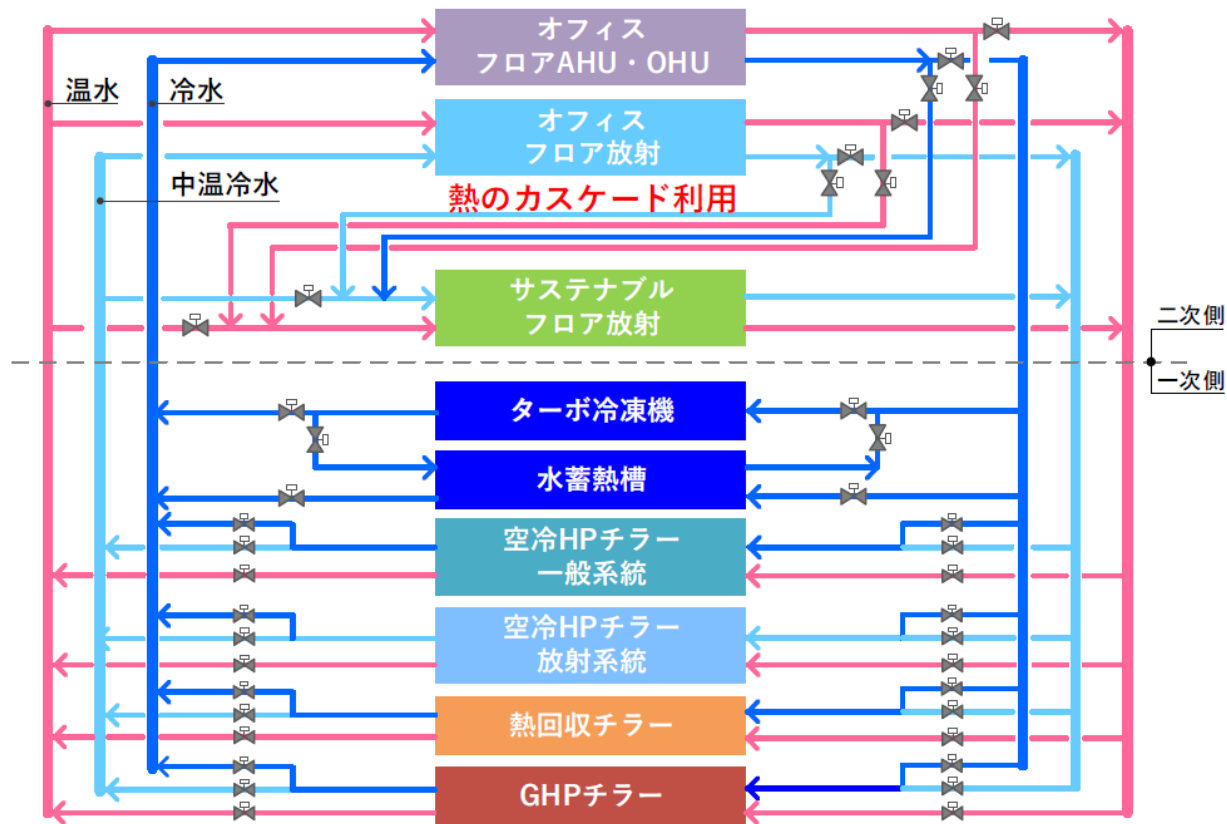 オフィス
フロアAHU・OHU
温水
冷水
オフィス
フロア放射
中温冷水
熱のカスケード利用
サステナブル
フロア放射
二次側
一次側
ターボ冷凍機
水蓄熱槽
空冷HPチラー
一般系統
空冷HPチラー
放射系統
熱回収チラー
GHPチラー